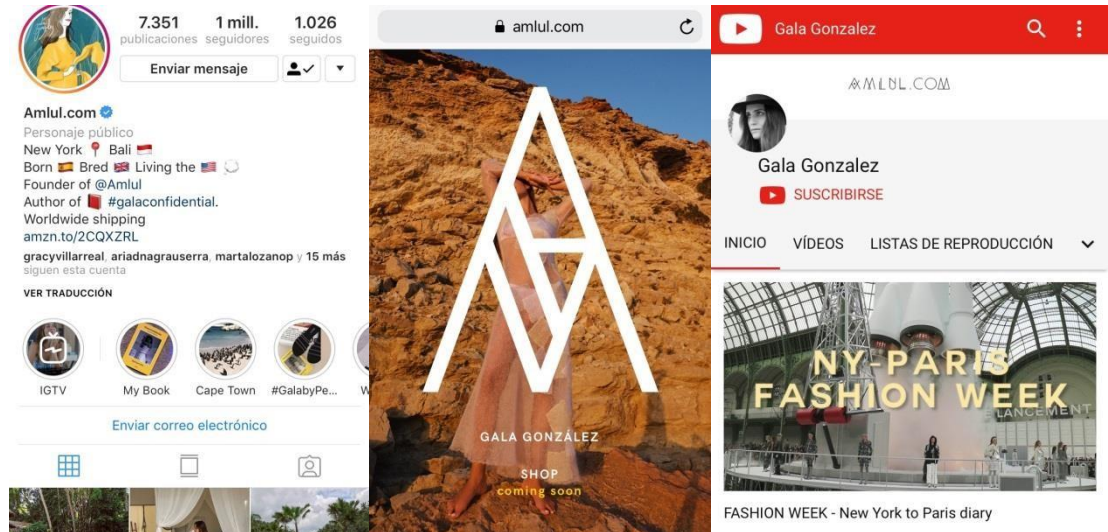 7.351 1 mill. 1.026
publicaciones seguidores seguidos
Enviar mensaje
Amlul.com
Personaje público
New York 📍 Bali 🇮🇩
Born 🇪🇸 Bred 🇬🇧 Living the 🇺🇸 💭
Founder of @Amlul
Author of 📕 #galaconfidential.
Worldwide shipping
amzn.to/2CQXZRL
gracyvillarreal, ariadnagrauserra, martalozanop y 15 más
siguen esta cuenta
VER TRADUCCIÓN
IGTV My Book Cape Town #GalabyPe... W
Enviar correo electrónico
amlul.com
GALA GONZÁLEZ
SHOP
coming soon
Gala Gonzalez
AMLUL.COM
Gala Gonzalez
SUSCRIBIRSE
INICIO VÍDEOS LISTAS DE REPRODUCCIÓN
NY-PARIS
FASHION WEEK
LANCEMENT
FASHION WEEK - New York to Paris diary